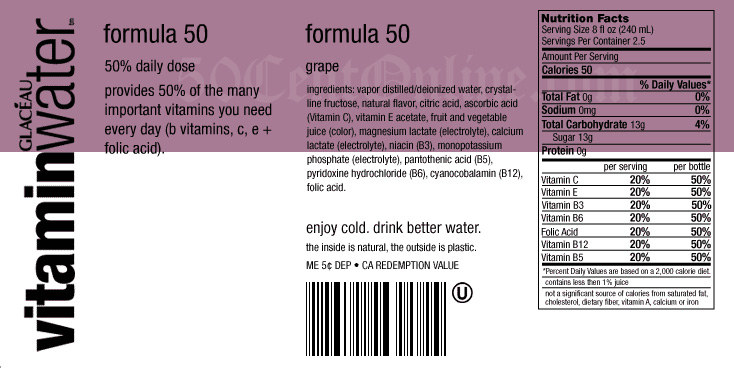 GLACÉAU
vitaminwater
formula 50
50% daily dose
provides 50% of the many
important vitamins you need
every day (b vitamins, c, e +
folic acid).
50CentOnline.com
formula 50
grape
ingredients: vapor distilled/deionized water, crystal-
line fructose, natural flavor, citric acid, ascorbic acid
(Vitamin C), vitamin E acetate, fruit and vegetable
juice (color), magnesium lactate (electrolyte), calcium
lactate (electrolyte), niacin (B3), monopotassium
phosphate (electrolyte), pantothenic acid (B5),
pyridoxine hydrochloride (B6), cyanocobalamin (B12),
folic acid.
enjoy cold. drink better water.
the inside is natural, the outside is plastic.
ME 5¢ DEP • CA REDEMPTION VALUE
U
Nutrition Facts
Serving Size 8 fl oz (240 mL)
Servings Per Container 2.5
Amount Per Serving
Calories 50
% Daily Values*
Total Fat 0g 0%
Sodium 0mg 0%
Total Carbohydrate 13g 4%
Sugar 13g
Protein 0g
per serving per bottle
Vitamin C 20% 50%
Vitamin E 20% 50%
Vitamin B3 20% 50%
Vitamin B6 20% 50%
Folic Acid 20% 50%
Vitamin B12 20% 50%
Vitamin B5 20% 50%
*Percent Daily Values are based on a 2,000 calorie diet.
contains less then 1% juice
not a significant source of calories from saturated fat,
cholesterol, dietary fiber, vitamin A, calcium or iron